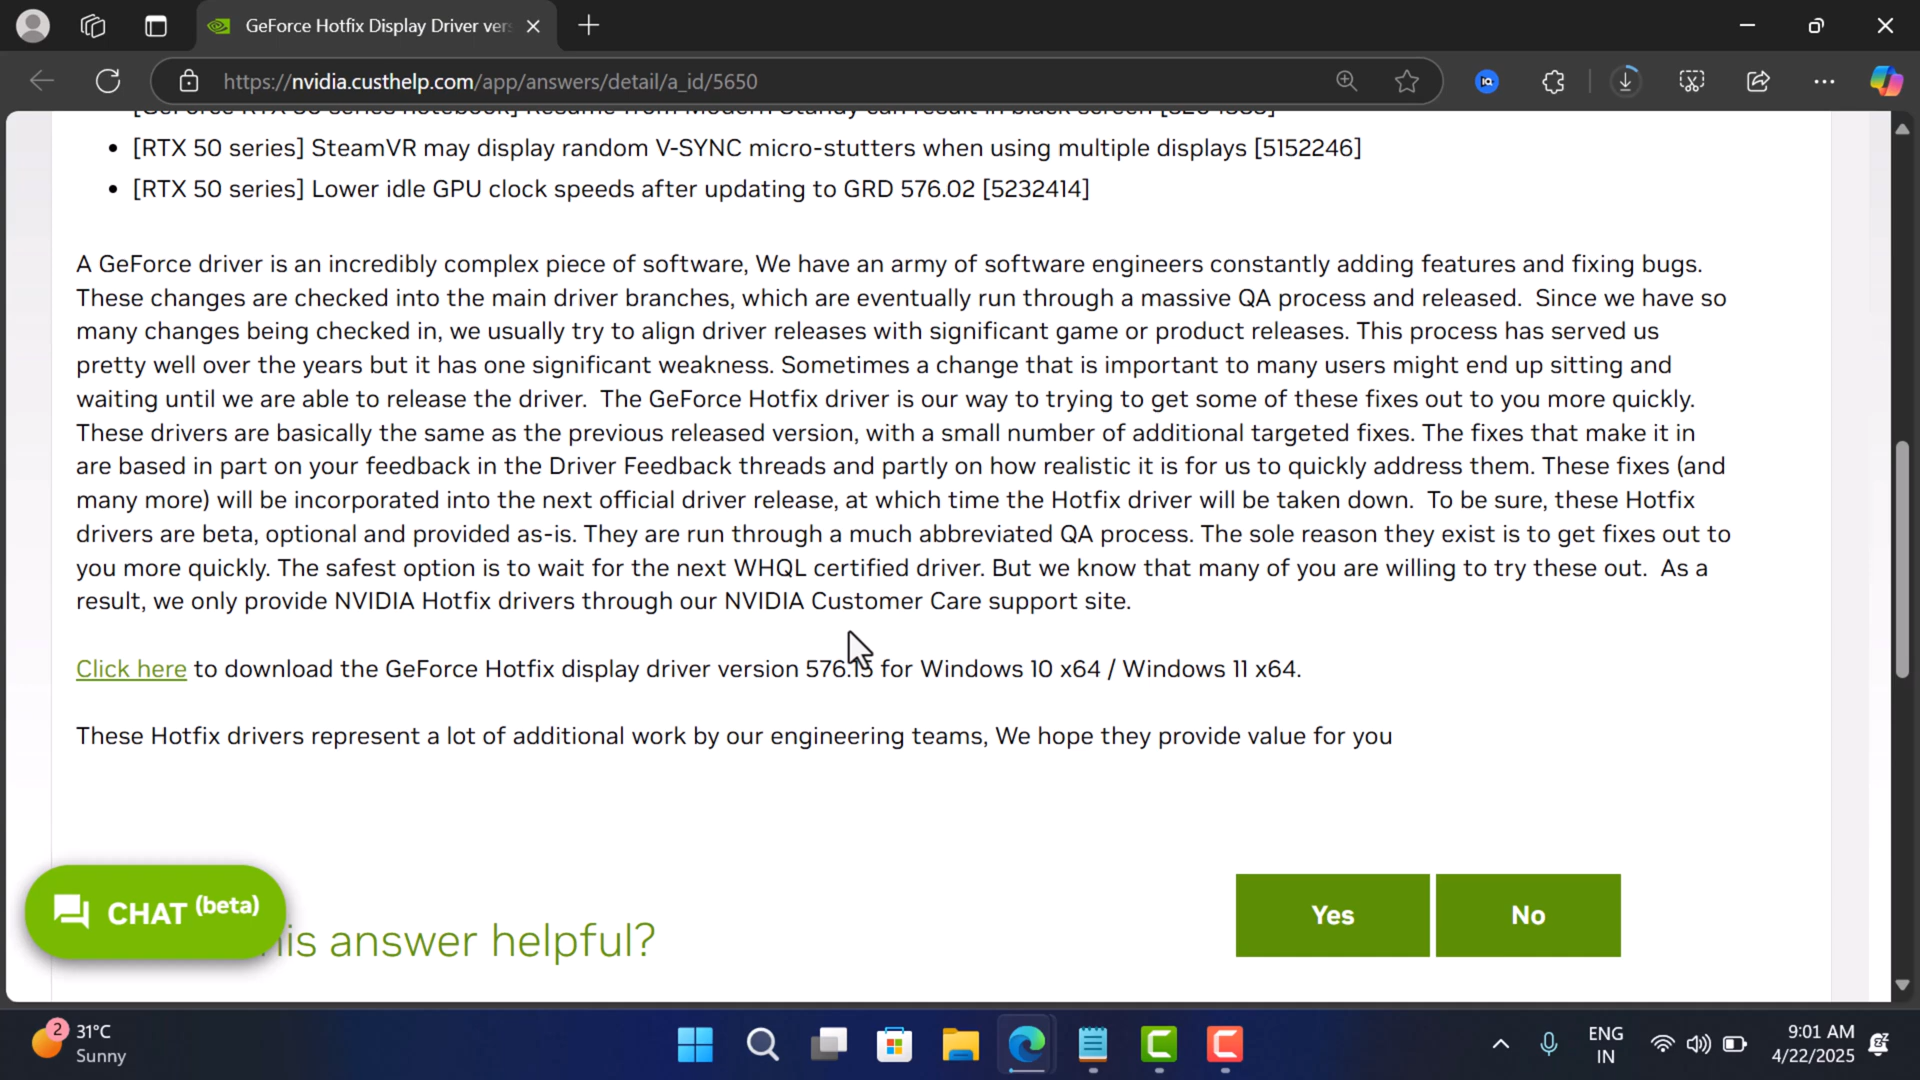 GeForce Hotfix Display Driver ver
https://nvidia.custhelp.com/app/answers/detail/a_id/5650
[GeForce RTX 50 series notebook] Resume from Modern Standy can result in black screen
• [RTX 50 series] SteamVR may display random V-SYNC micro-stutters when using multiple displays [5152246]
• [RTX 50 series] Lower idle GPU clock speeds after updating to GRD 576.02 [5232414]
A GeForce driver is an incredibly complex piece of software, We have an army of software engineers constantly adding features and fixing bugs.
These changes are checked into the main driver branches, which are eventually run through a massive QA process and released.  Since we have so
many changes being checked in, we usually try to align driver releases with significant game or product releases. This process has served us
pretty well over the years but it has one significant weakness. Sometimes a change that is important to many users might end up sitting and
waiting until we are able to release the driver.  The GeForce Hotfix driver is our way to trying to get some of these fixes out to you more quickly.
These drivers are basically the same as the previous released version, with a small number of additional targeted fixes. The fixes that make it in
are based in part on your feedback in the Driver Feedback threads and partly on how realistic it is for us to quickly address them. These fixes (and
many more) will be incorporated into the next official driver release, at which time the Hotfix driver will be taken down.  To be sure, these Hotfix
drivers are beta, optional and provided as-is. They are run through a much abbreviated QA process. The sole reason they exist is to get fixes out to
you more quickly. The safest option is to wait for the next WHQL certified driver. But we know that many of you are willing to try these out.  As a
result, we only provide NVIDIA Hotfix drivers through our NVIDIA Customer Care support site.
Click here to download the GeForce Hotfix display driver version 576.15 for Windows 10 x64 / Windows 11 x64.
These Hotfix drivers represent a lot of additional work by our engineering teams, We hope they provide value for you
CHAT (beta)
his answer helpful?
Yes
No
2
31°C
Sunny
ENG
IN
9:01 AM
4/22/2025